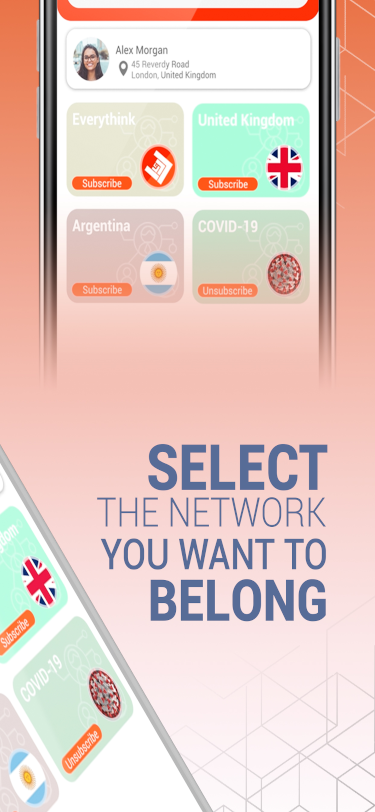 Alex Morgan
45 Reverdy Road
London, United Kingdom
Everythink
United Kingdom
Subscribe
Subscribe
Argentina
COVID-19
Subscribe
Unsubscribe
SELECT
THE NETWORK
YOU WANT TO
BELONG
Subscribe
COVID-19
Unsubscribe